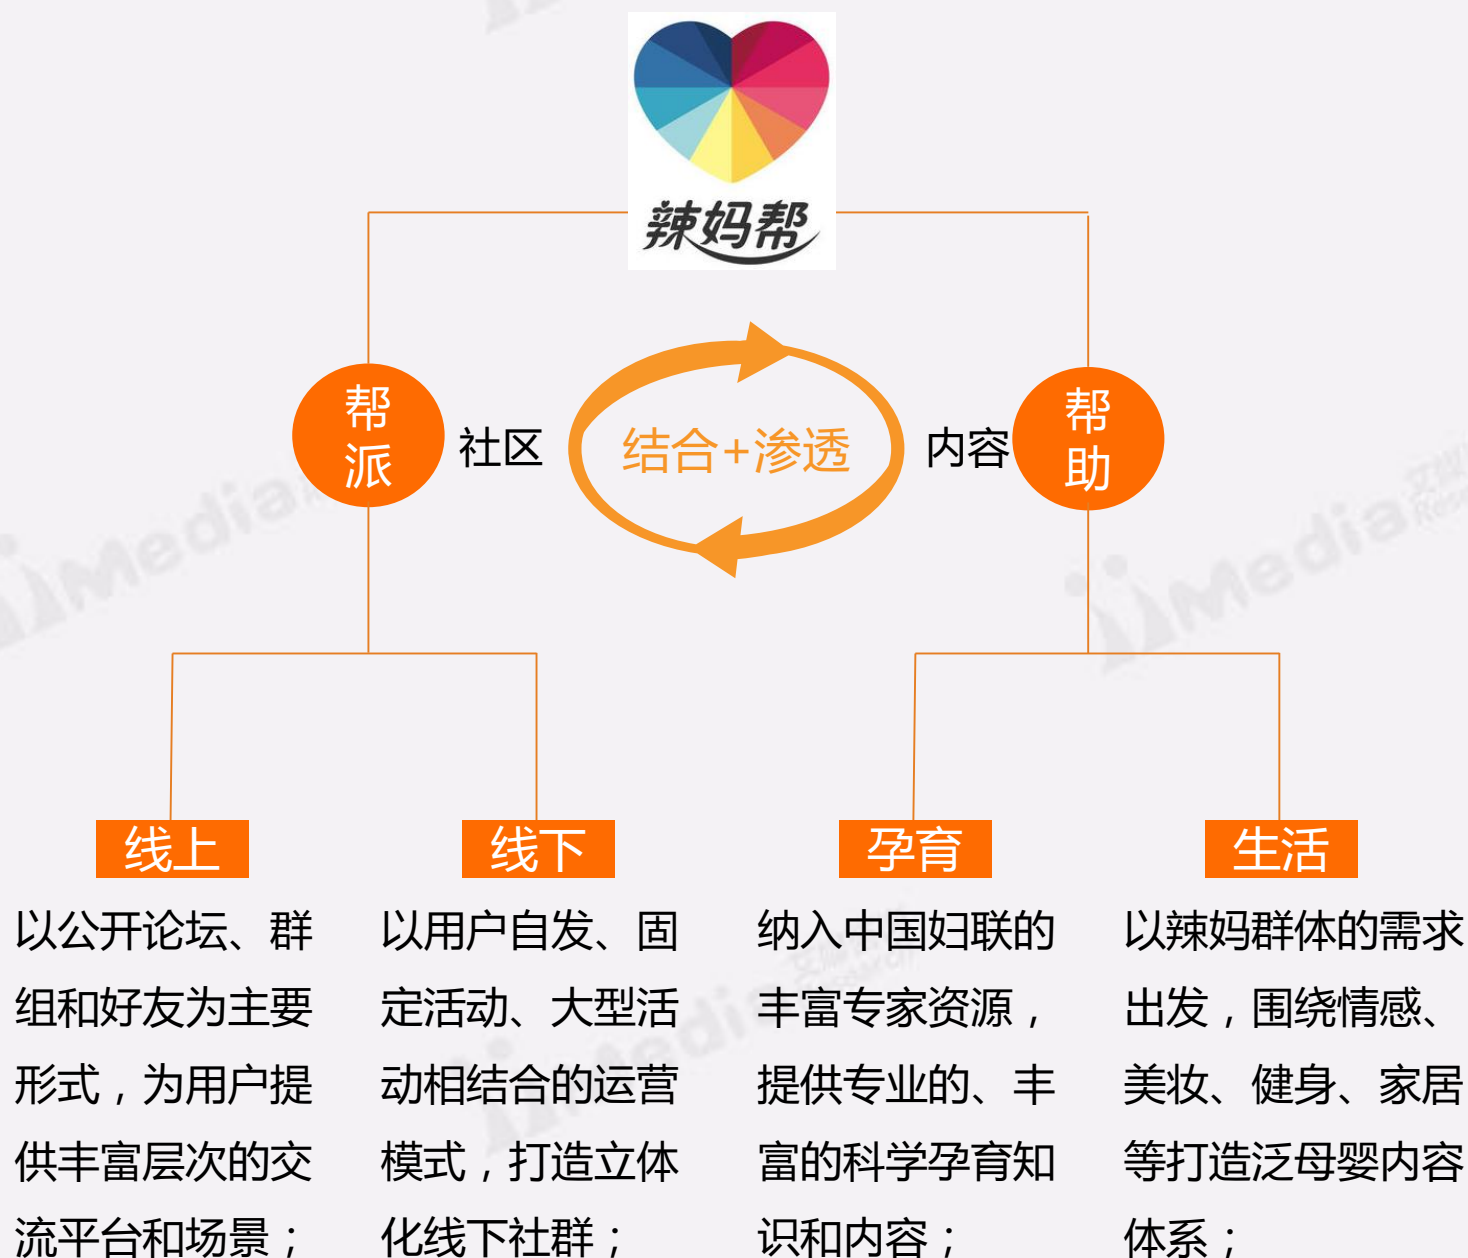 辣妈帮
帮
派
社区
结合+渗透
内容
帮
助
线上
以公开论坛、群
组和好友为主要
形式，为用户提
供丰富层次的交
流平台和场景；
线下
以用户自发、固
定活动、大型活
动相结合的运营
模式，打造立体
化线下社群；
孕育
纳入中国妇联的
丰富专家资源，
提供专业的、丰
富的科学孕育知
识和内容；
生活
以辣妈群体的需求
出发，围绕情感、
美妆、健身、家居
等打造泛母婴内容
体系；
iiMedia
iiMedia
iiMedia